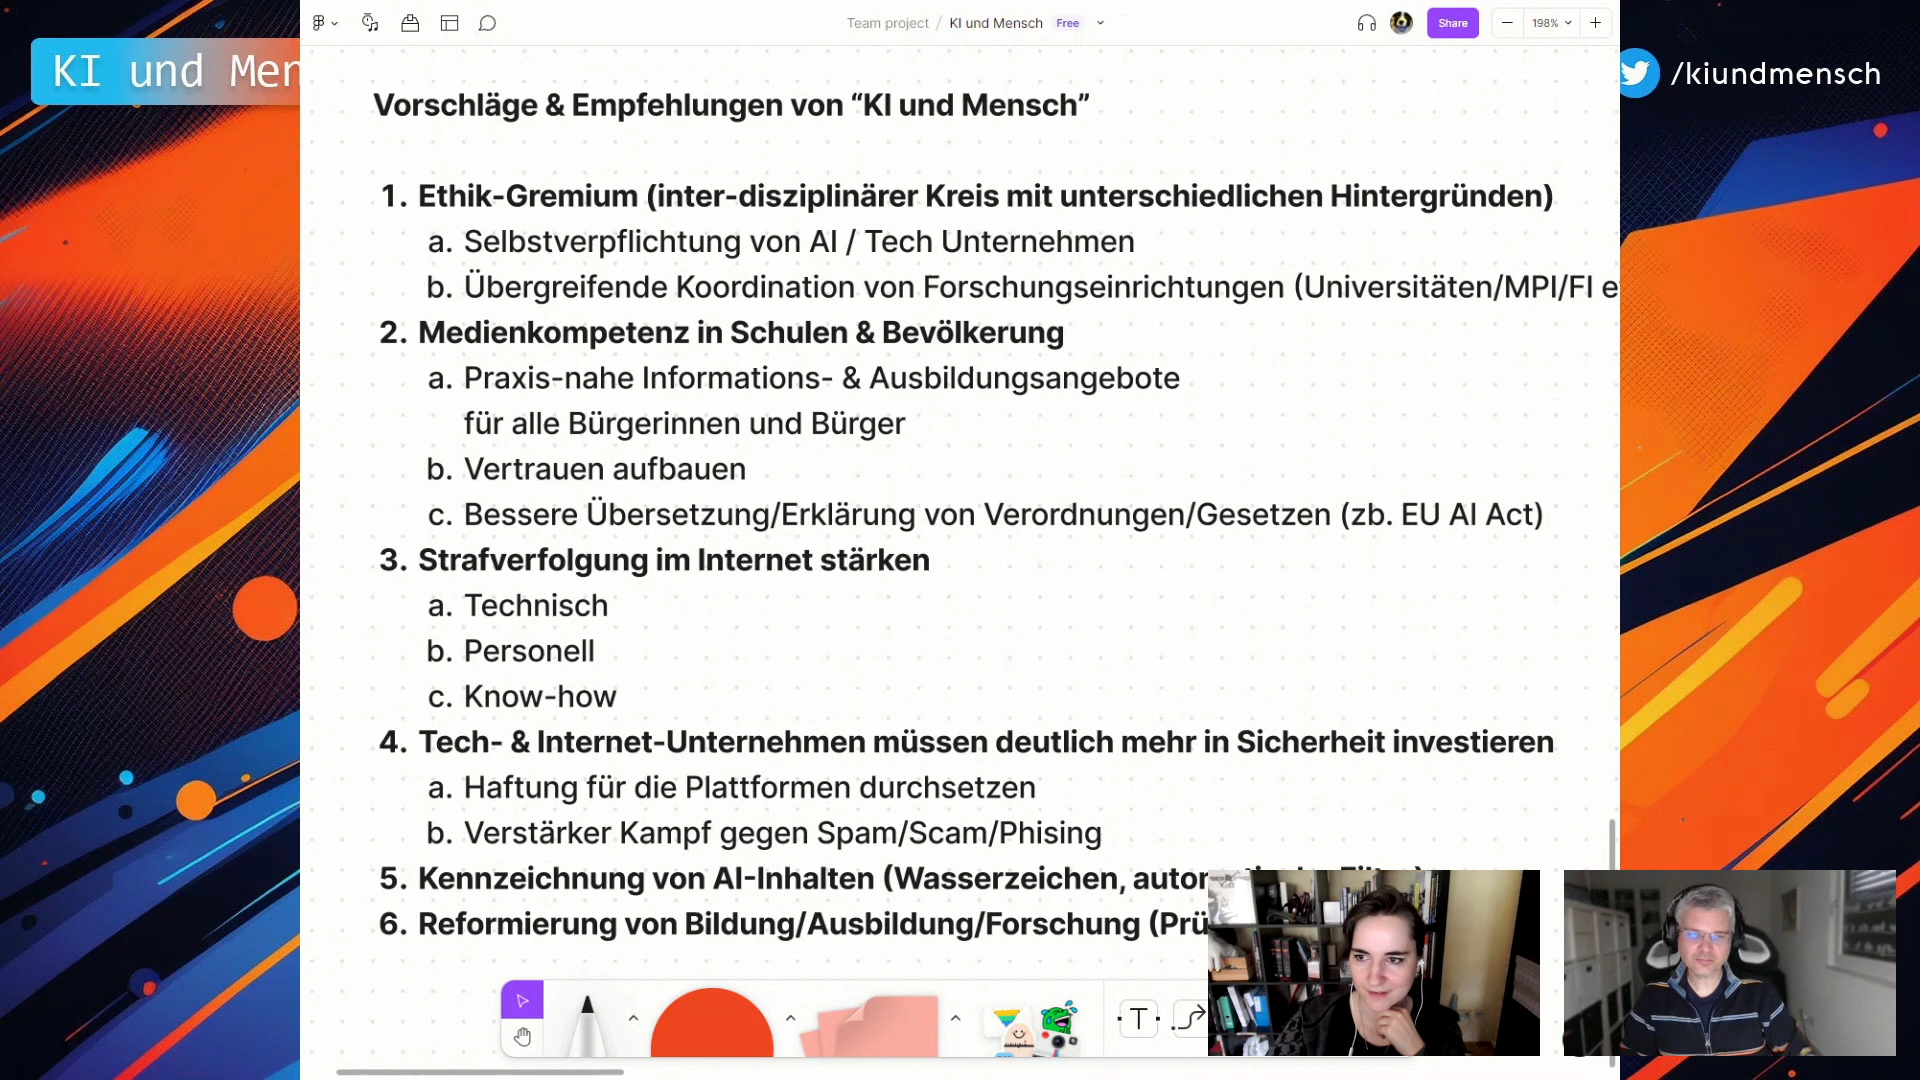 KI und Men
Team project / KI und Mensch Free
Share
198%
/kiundmensch
Vorschläge & Empfehlungen von “KI und Mensch”
1. Ethik-Gremium (inter-disziplinärer Kreis mit unterschiedlichen Hintergründen)
a. Selbstverpflichtung von AI / Tech Unternehmen
b. Übergreifende Koordination von Forschungseinrichtungen (Universitäten/MPI/FI
2. Medienkompetenz in Schulen & Bevölkerung
a. Praxis-nahe Informations- & Ausbildungsangebote
für alle Bürgerinnen und Bürger
b. Vertrauen aufbauen
c. Bessere Übersetzung/Erklärung von Verordnungen/Gesetzen (zb. EU AI Act)
3. Strafverfolgung im Internet stärken
a. Technisch
b. Personell
c. Know-how
4. Tech- & Internet-Unternehmen müssen deutlich mehr in Sicherheit investieren
a. Haftung für die Plattformen durchsetzen
b. Verstärker Kampf gegen Spam/Scam/Phising
5. Kennzeichnung von AI-Inhalten (Wasserzeichen,
6. Reformierung von Bildung/Ausbildung/Forschung (Prü
T